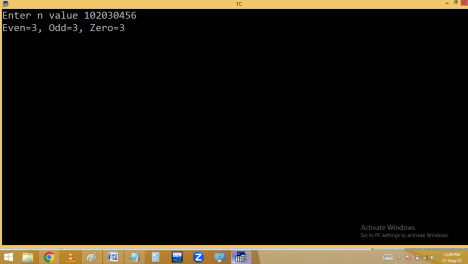 TC
Enter n value 102030456
Even=3, Odd=3, Zero=3
Activate Windows
Go to PC settings to activate Windows.